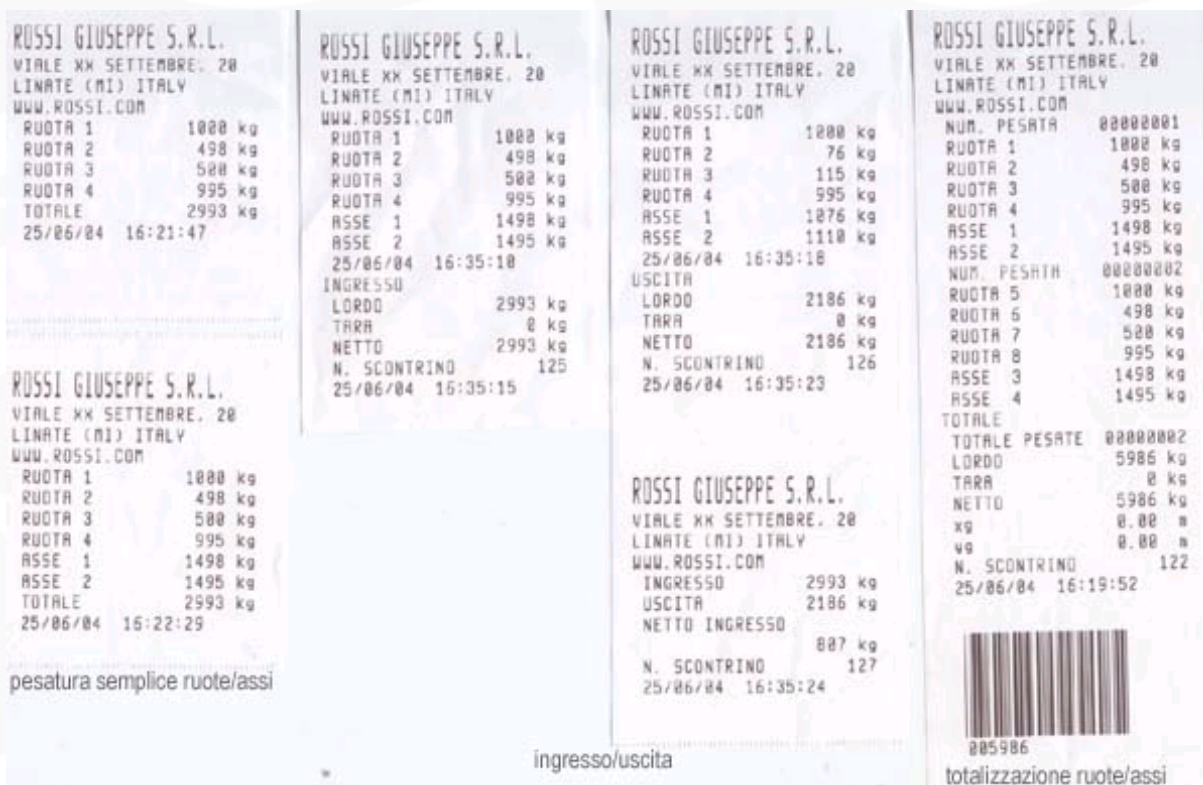 ROSSI GIUSEPPE S.R.L.
VIALE XX SETTEMBRE, 20
LINATE (MI) ITALY
WWW.ROSSI.COM
RUOTA 1 1000 kg
RUOTA 2 498 kg
RUOTA 3 500 kg
RUOTA 4 995 kg
TOTALE 2993 kg
25/06/04 16:21:47
ROSSI GIUSEPPE S.R.L.
VIALE XX SETTEMBRE, 20
LINATE (MI) ITALY
WWW.ROSSI.COM
RUOTA 1 1000 kg
RUOTA 2 498 kg
RUOTA 3 500 kg
RUOTA 4 995 kg
ASSE 1 1498 kg
ASSE 2 1495 kg
TOTALE 2993 kg
25/06/04 16:22:29
pesatura semplice ruote/assi
ROSSI GIUSEPPE S.R.L.
VIALE XX SETTEMBRE, 20
LINATE (MI) ITALY
WWW.ROSSI.COM
RUOTA 1 1000 kg
RUOTA 2 498 kg
RUOTA 3 500 kg
RUOTA 4 995 kg
ASSE 1 1498 kg
ASSE 2 1495 kg
25/06/04 16:35:10
INGRESSO
LORDO 2993 kg
TARA 0 kg
NETTO 2993 kg
N. SCONTRINO 125
25/06/04 16:35:15
ROSSI GIUSEPPE S.R.L.
VIALE XX SETTEMBRE, 20
LINATE (MI) ITALY
WWW.ROSSI.COM
RUOTA 1 1000 kg
RUOTA 2 76 kg
RUOTA 3 115 kg
RUOTA 4 995 kg
ASSE 1 1076 kg
ASSE 2 1110 kg
25/06/04 16:35:18
USCITA
LORDO 2186 kg
TARA 0 kg
NETTO 2186 kg
N. SCONTRINO 126
25/06/04 16:35:23
ROSSI GIUSEPPE S.R.L.
VIALE XX SETTEMBRE, 20
LINATE (MI) ITALY
WWW.ROSSI.COM
INGRESSO 2993 kg
USCITA 2186 kg
NETTO INGRESSO
807 kg
N. SCONTRINO 127
25/06/04 16:35:24
ingresso/uscita
ROSSI GIUSEPPE S.R.L.
VIALE XX SETTEMBRE, 20
LINATE (MI) ITALY
WWW.ROSSI.COM
NUM. PESATA 00000001
RUOTA 1 1000 kg
RUOTA 2 498 kg
RUOTA 3 500 kg
RUOTA 4 995 kg
ASSE 1 1498 kg
ASSE 2 1495 kg
NUM. PESATA 00000002
RUOTA 5 1000 kg
RUOTA 6 498 kg
RUOTA 7 500 kg
RUOTA 8 995 kg
ASSE 3 1498 kg
ASSE 4 1495 kg
TOTALE
TOTALE PESATE 00000002
LORDO 5986 kg
TARA 0 kg
NETTO 5986 kg
xg 0.00 m
yg 0.00 m
N. SCONTRINO 122
25/06/04 16:19:52
005986
totalizzazione ruote/assi